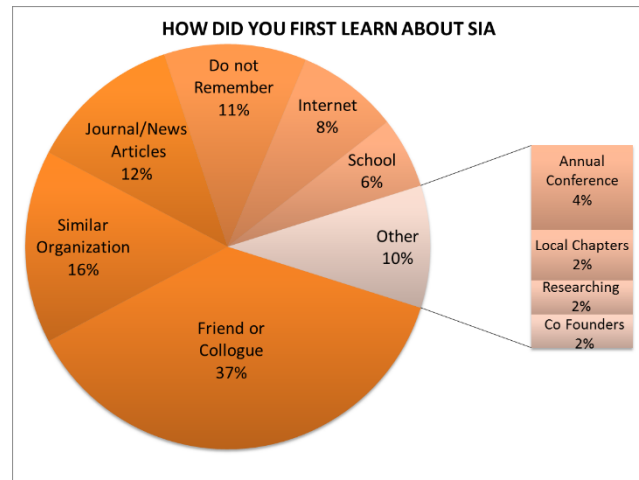 HOW DID YOU FIRST LEARN ABOUT SIA
Do not
Remember
11%
Internet
8%
School
6%
Journal/News
Articles
12%
Similar
Organization
16%
Other
10%
Friend or
Collogue
37%
Annual
Conference
4%
Local Chapters
2%
Researching
2%
Co Founders
2%